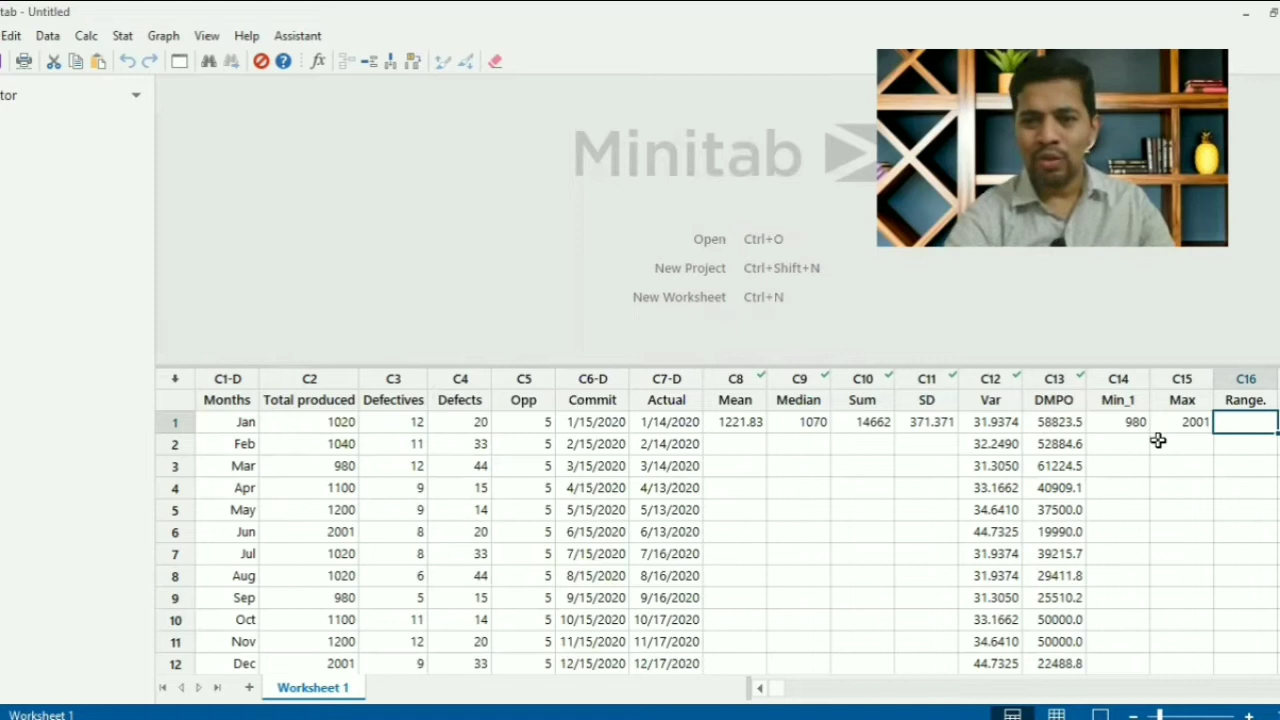 tab - Untitled
Edit Data Calc Stat Graph View Help Assistant
tor
Minitab
Open Ctrl+O
New Project Ctrl+Shift+N
New Worksheet Ctrl+N
C1-D C2 C3 C4 C5 C6-D C7-D C8 C9 C10 C11 C12 C13 C14 C15 C16
Months Total produced Defectives Defects Opp Commit Actual Mean Median Sum SD Var DMPO Min_1 Max Range.
1 Jan 1020 12 20 5 1/15/2020 1/14/2020 1221.83 1070 14662 371.371 31.9374 58823.5 980 2001
2 Feb 1040 11 33 5 2/15/2020 2/14/2020 32.2490 52884.6
3 Mar 980 12 44 5 3/15/2020 3/14/2020 31.3050 61224.5
4 Apr 1100 9 15 5 4/15/2020 4/13/2020 33.1662 40909.1
5 May 1200 9 14 5 5/15/2020 5/13/2020 34.6410 37500.0
6 Jun 2001 8 20 5 6/15/2020 6/13/2020 44.7325 19990.0
7 Jul 1020 8 33 5 7/15/2020 7/16/2020 31.9374 39215.7
8 Aug 1020 6 44 5 8/15/2020 8/16/2020 31.9374 29411.8
9 Sep 980 5 15 5 9/15/2020 9/16/2020 31.3050 25510.2
10 Oct 1100 11 14 5 10/15/2020 10/17/2020 33.1662 50000.0
11 Nov 1200 12 20 5 11/15/2020 11/17/2020 34.6410 50000.0
12 Dec 2001 9 33 5 12/15/2020 12/17/2020 44.7325 22488.8
Worksheet 1
Worksheet 1